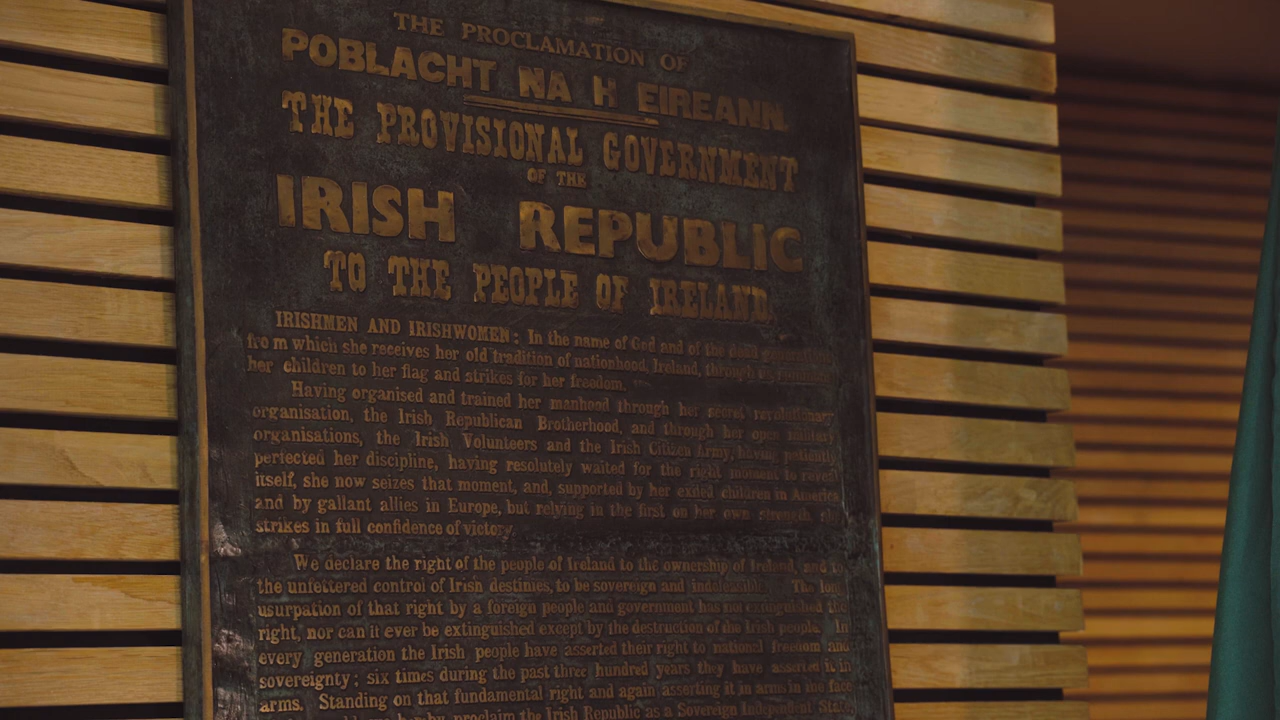 THE PROCLAMATION OF
POBLACHT NA H EIREANN.
THE PROVISIONAL GOVERNMENT
OF THE
IRISH REPUBLIC
TO THE PEOPLE OF IRELAND.
IRISHMEN AND IRISHWOMEN: In the name of God and of the dead generations
from which she receives her old tradition of nationhood, Ireland, through us, summons
her children to her flag and strikes for her freedom.
Having organised and trained her manhood through her secret revolutionary
organisation, the Irish Republican Brotherhood, and through her open military
organisations, the Irish Volunteers and the Irish Citizen Army, having patiently
perfected her discipline, having resolutely waited for the right moment to reveal
itself, she now seizes that moment, and, supported by her exiled children in America
and by gallant allies in Europe, but relying in the first on her own strength, she
strikes in full confidence of victory.
We declare the right of the people of Ireland to the ownership of Ireland, and to
the unfettered control of Irish destinies, to be sovereign and indefeasible. The long
usurpation of that right by a foreign people and government has not extinguished the
right, nor can it ever be extinguished except by the destruction of the Irish people. In
every generation the Irish people have asserted their right to national freedom and
sovereignty; six times during the past three hundred years they have asserted it in
arms. Standing on that fundamental right and again asserting it in arms in the face
proclaim the Irish Republic as a Sovereign Independent State,